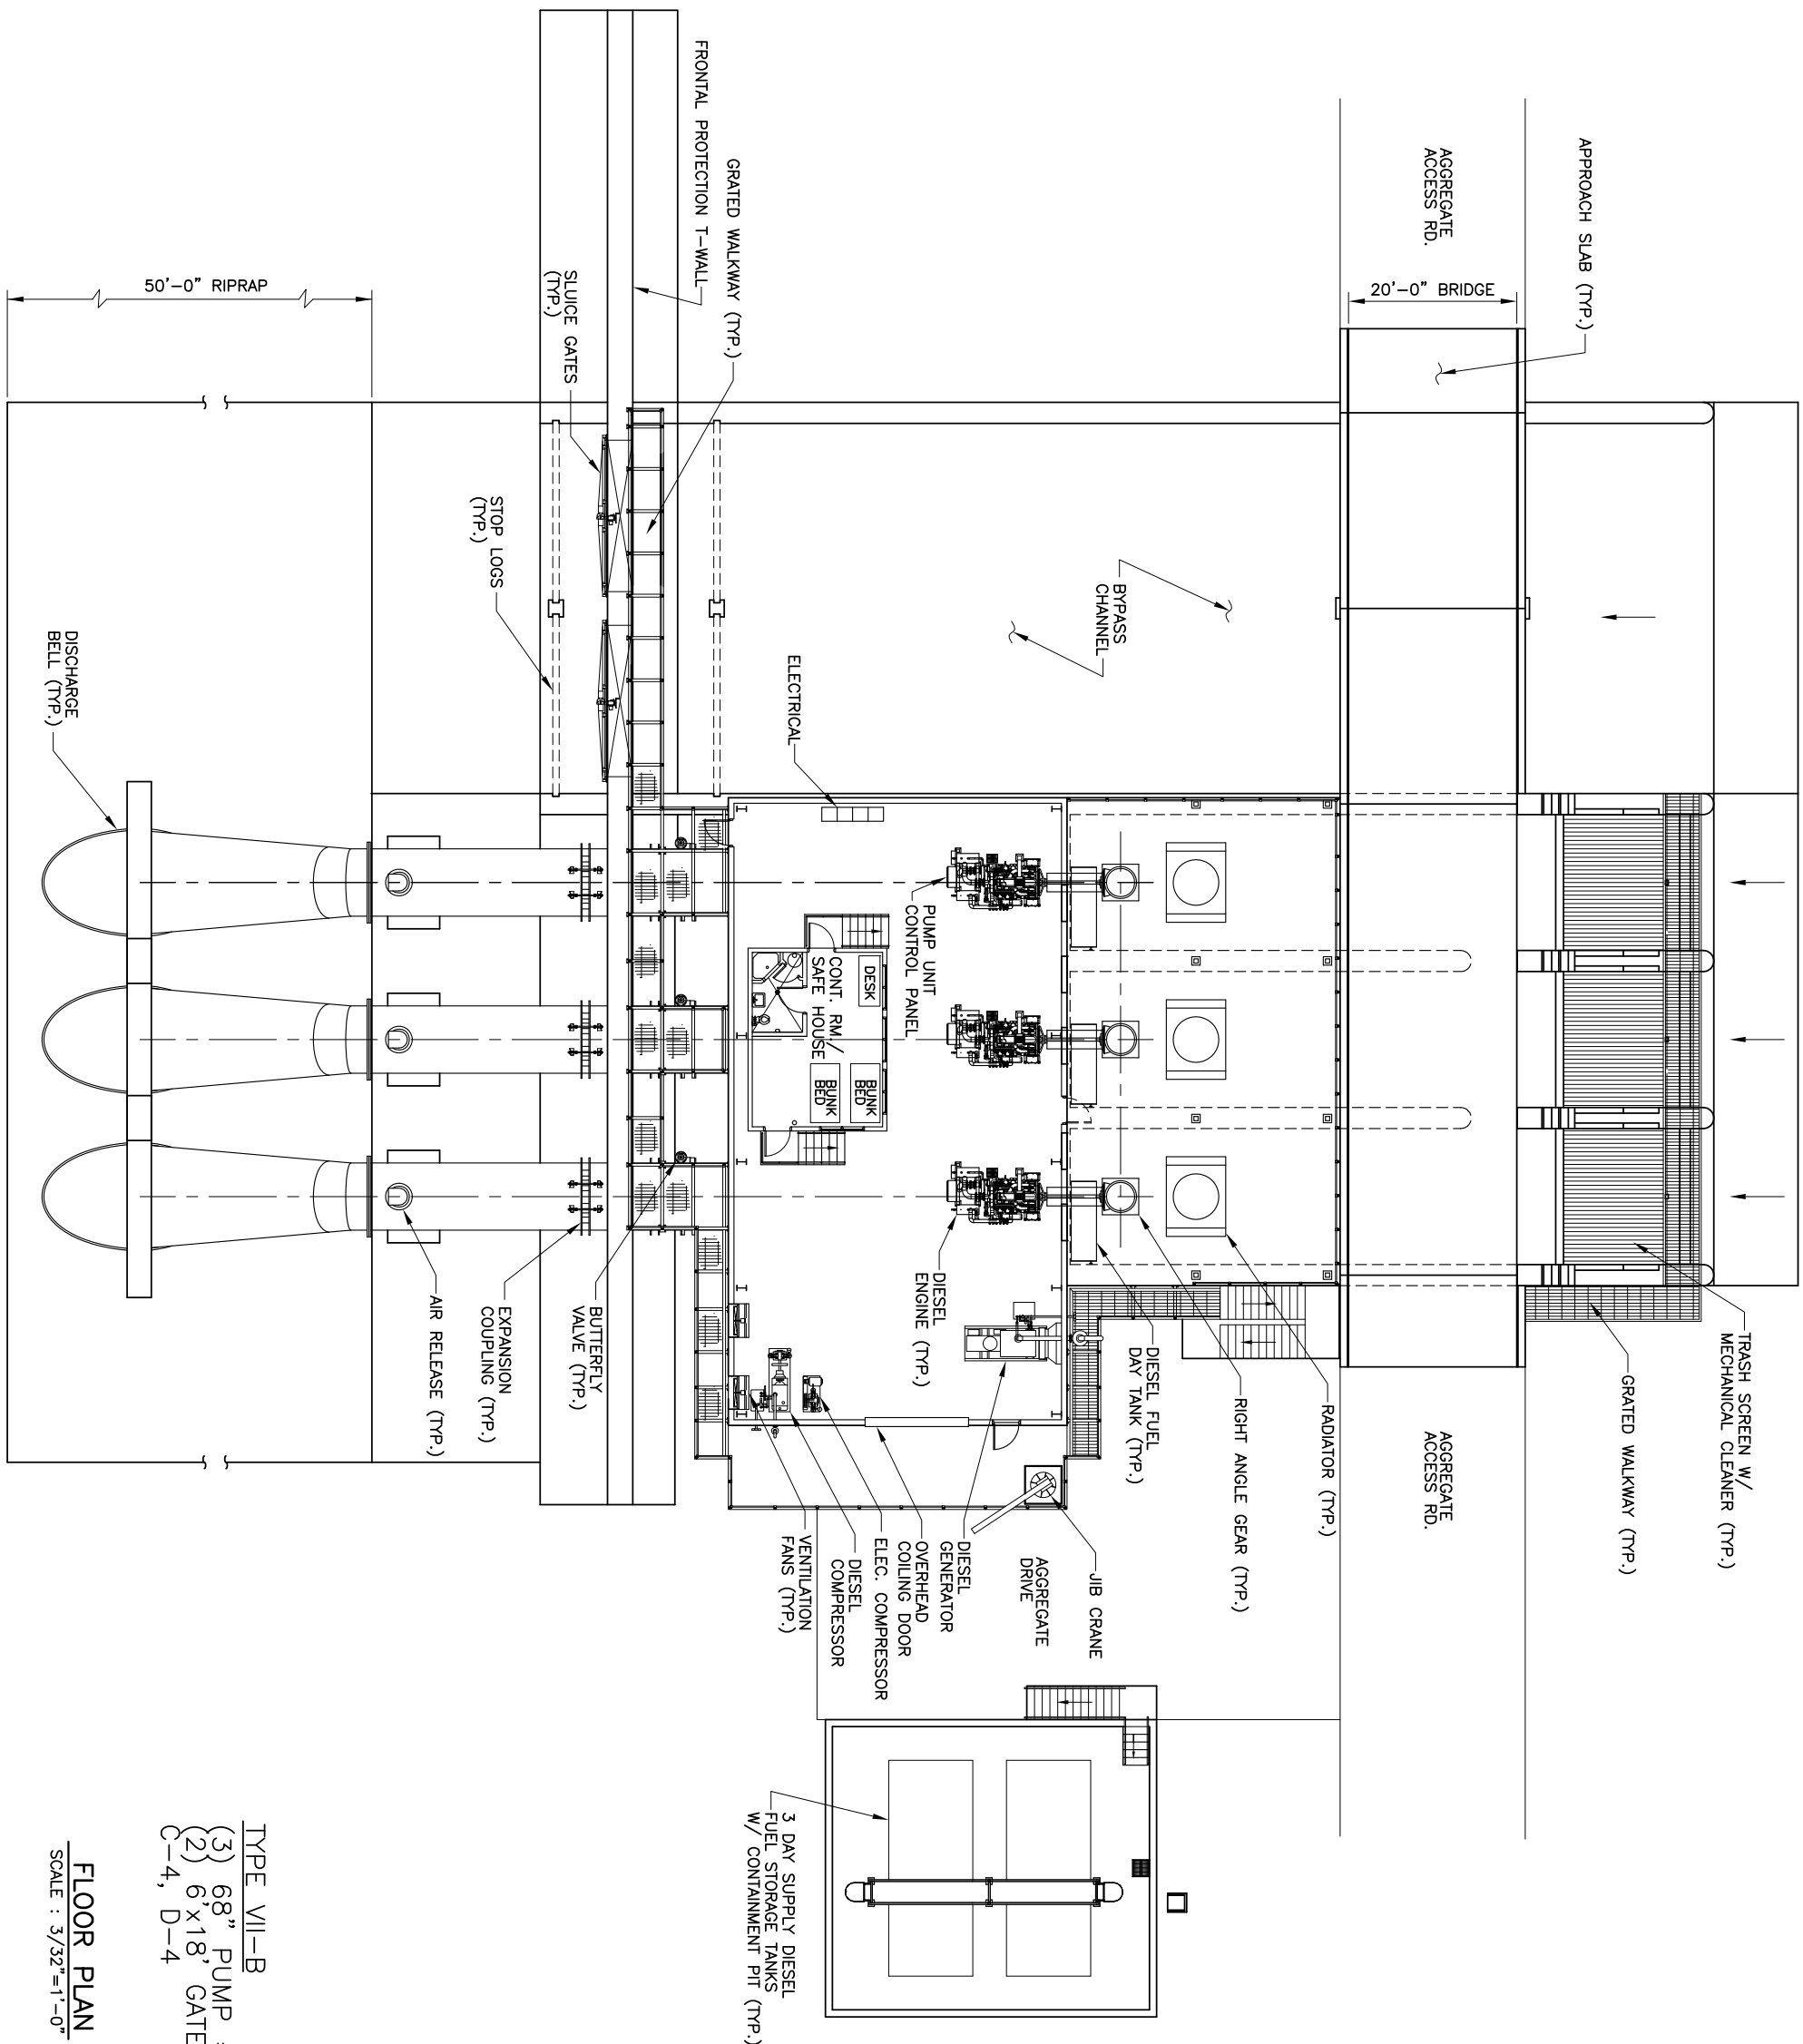 TRASH SCREEN W/
MECHANICAL CLEANER (TYP.)
GRATED WALKWAY (TYP.)
APPROACH SLAB (TYP.)
AGGREGATE
ACCESS RD.
20'-0" BRIDGE
AGGREGATE
ACCESS RD.
RADIATOR (TYP.)
RIGHT ANGLE GEAR (TYP.)
DIESEL FUEL
DAY TANK (TYP.)
JIB CRANE
AGGREGATE
DRIVE
BYPASS
CHANNEL
DIESEL
GENERATOR
OVERHEAD
COILING DOOR
ELEC. COMPRESSOR
DIESEL
COMPRESSOR
VENTILATION
FANS (TYP.)
PUMP UNIT
CONTROL PANEL
DIESEL
ENGINE (TYP.)
DESK
CONT. RM./
SAFE HOUSE
BUNK
BED
BUNK
BED
ELECTRICAL
3 DAY SUPPLY DIESEL
FUEL STORAGE TANKS
W/ CONTAINMENT PIT (TYP.)
GRATED WALKWAY (TYP.)
FRONTAL PROTECTION T-WALL
SLUICE GATES
(TYP.)
STOP LOGS
(TYP.)
BUTTERFLY
VALVE (TYP.)
EXPANSION
COUPLING (TYP.)
AIR RELEASE (TYP.)
50'-0" RIPRAP
DISCHARGE
BELL (TYP.)
TYPE VII-B
(3) 68" PUMP
(2) 6'x18' GATE
C-4, D-4
FLOOR PLAN
SCALE : 3/32"=1'-0"